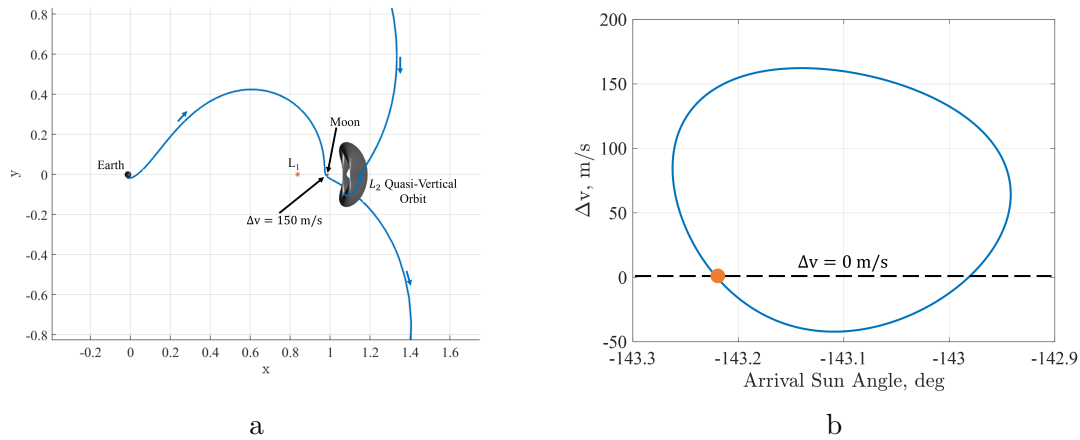 0.8
0.6
0.4
0.2
0
-0.2
-0.4
-0.6
-0.8
y
-0.2 0 0.2 0.4 0.6 0.8 1 1.2 1.4 1.6
x
Earth
L₁
Moon
L₂ Quasi-Vertical
Orbit
Δv = 150 m/s
a
200
150
100
50
0
-50
Δv, m/s
Δv = 0 m/s
-143.3 -143.2 -143.1 -143 -142.9
Arrival Sun Angle, deg
b